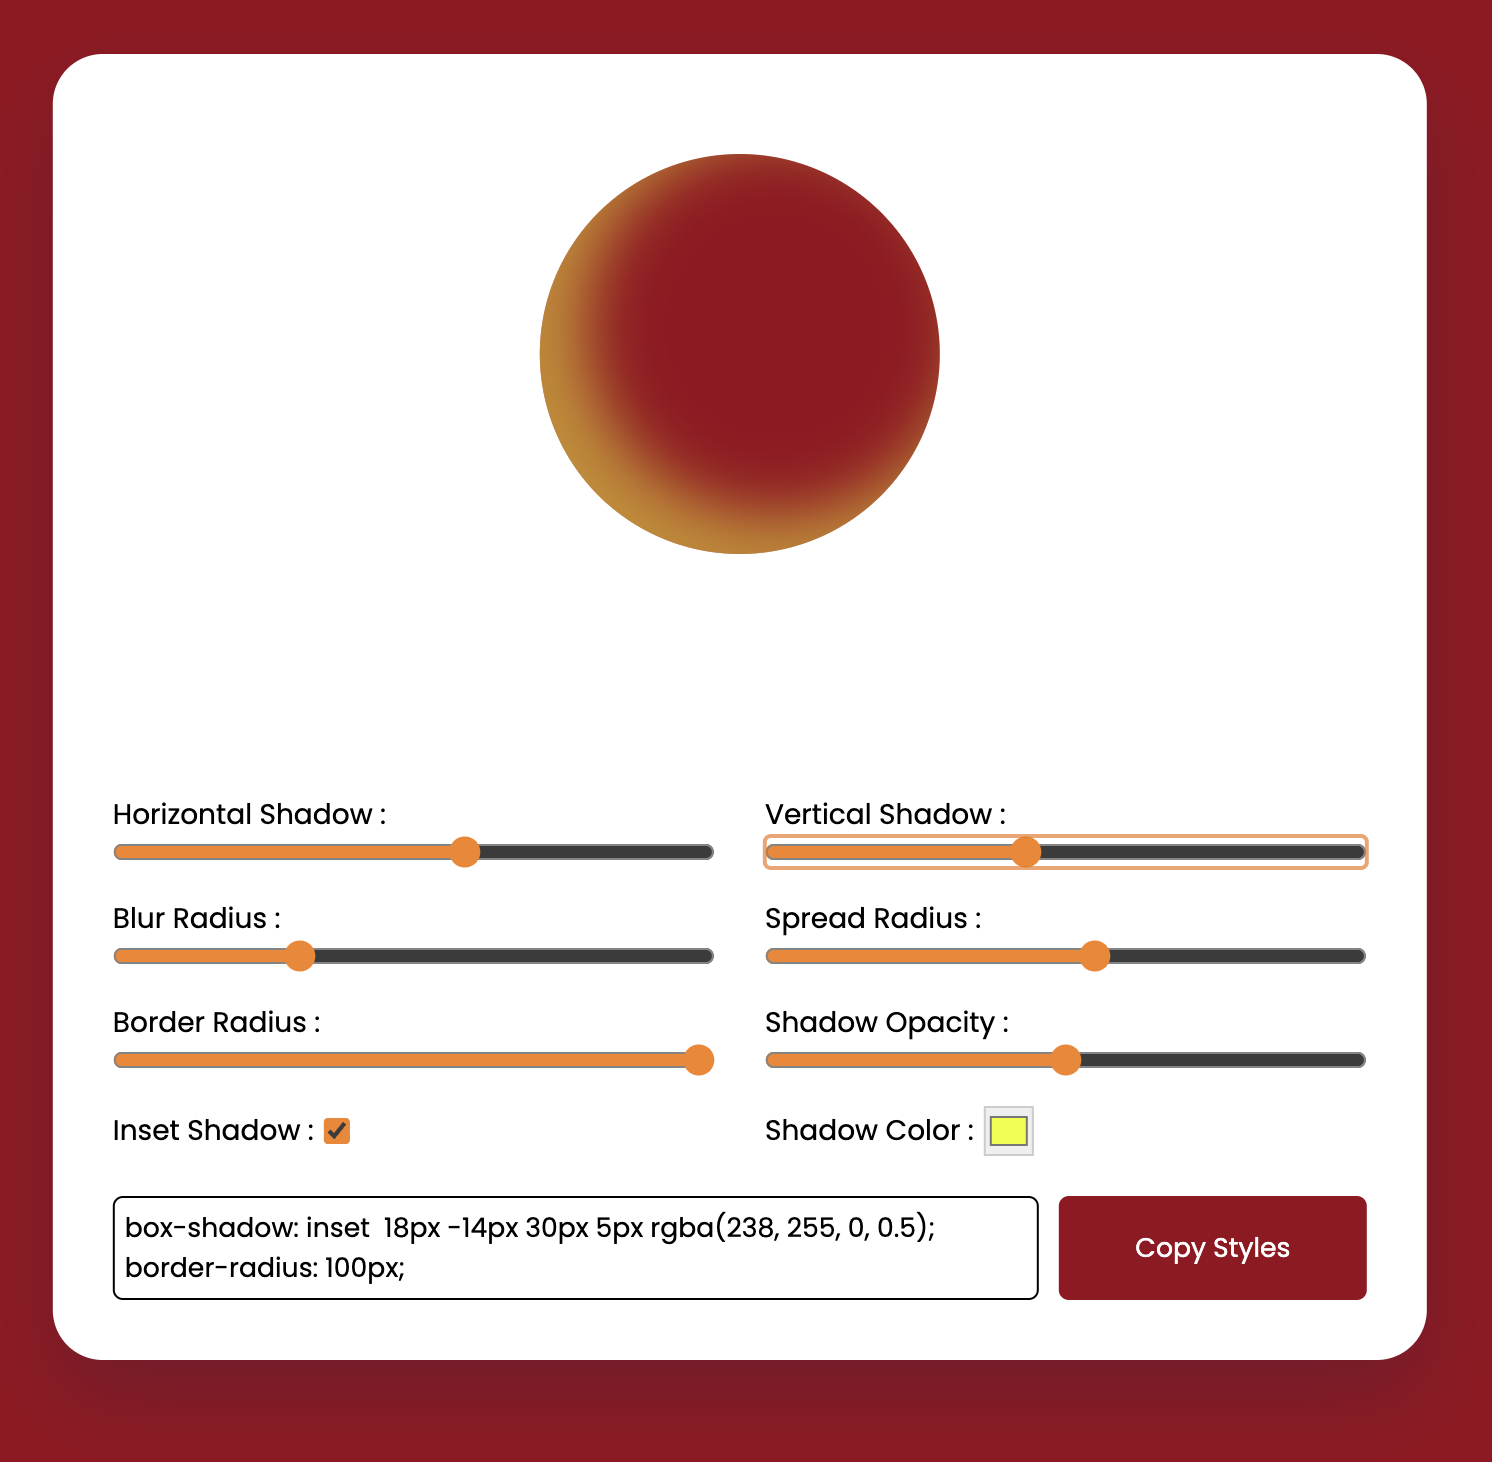 Horizontal Shadow :
Vertical Shadow :
Blur Radius :
Spread Radius :
Border Radius :
Shadow Opacity :
Inset Shadow :
Shadow Color :
box-shadow: inset  18px -14px 30px 5px rgba(238, 255, 0, 0.5);
border-radius: 100px;
Copy Styles